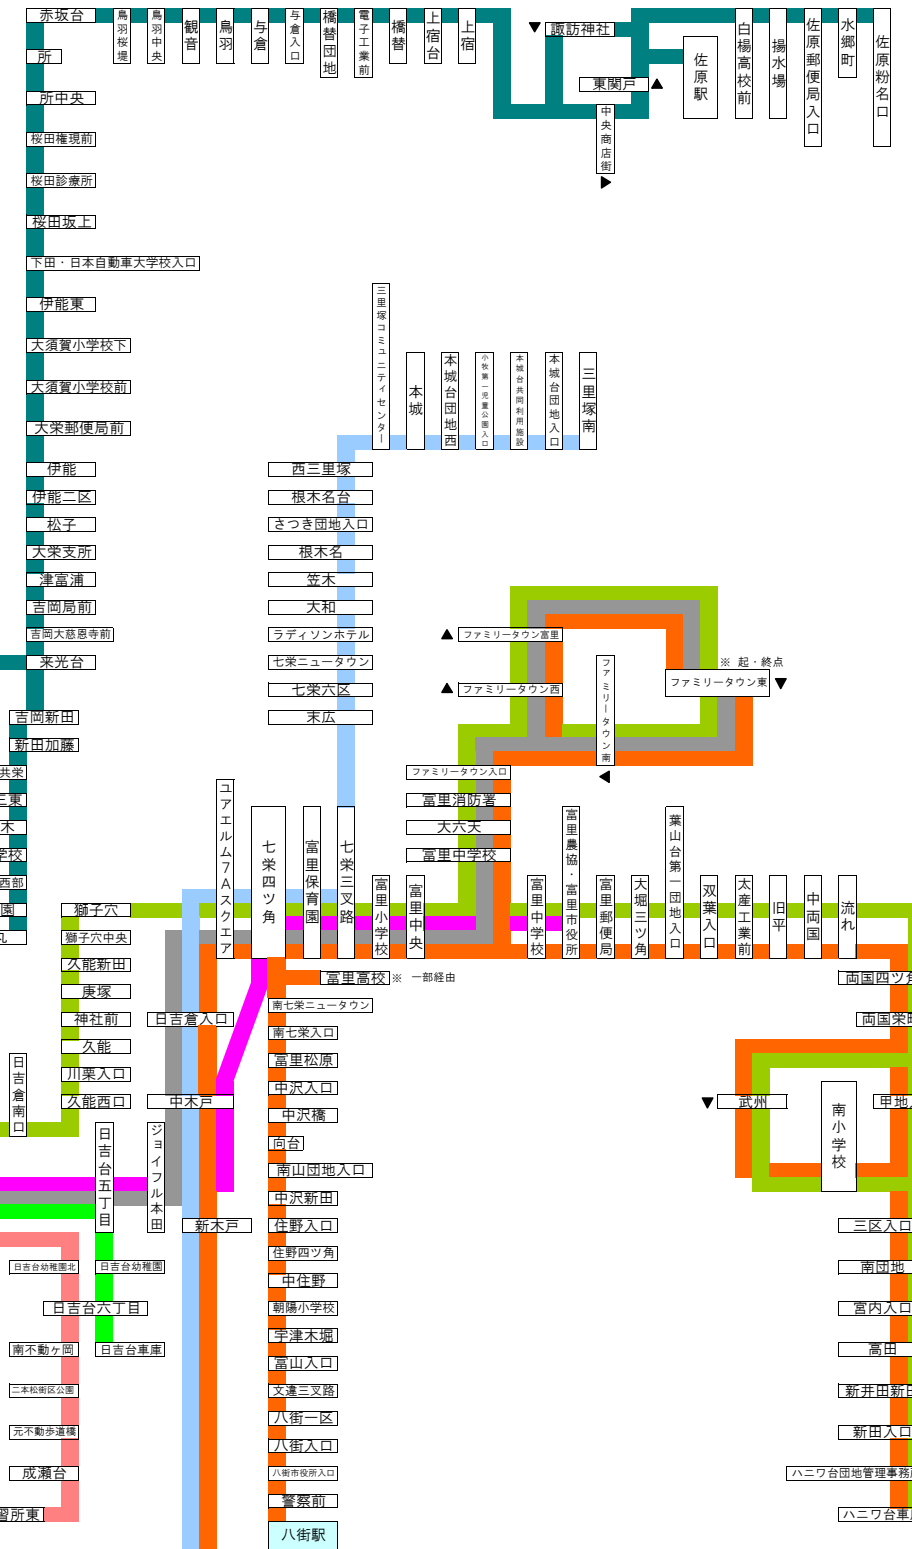 赤坂台
鳥羽桜堤
鳥羽中央
観音
鳥羽
与倉
与倉入口
橋替団地
電子工業前
橋替
上宿台
上宿
▼
諏訪神社
東関戸
▲
中央商店街
▶
佐原駅
白楊高校前
揚水場
佐原郵便局入口
水郷町
佐原粉名口
所
所中央
桜田権現前
桜田診療所
桜田坂上
下田・日本自動車大学校入口
伊能東
大須賀小学校下
大須賀小学校前
大栄郵便局前
伊能
伊能二区
松子
大栄支所
津富浦
吉岡局前
吉岡大慈恩寺前
来光台
吉岡新田
新田加藤
共栄
三東
木
学校
西部
園
丸
三里塚コミュニティセンター
本城
本城台団地西
小牧第一児童公園入口
本城台共同利用施設
本城台団地入口
三里塚南
西三里塚
根木名台
さつき団地入口
根木名
笠木
大和
ラディソンホテル
七栄ニュータウン
七栄六区
末広
▲
ファミリータウン富里
▲
ファミリータウン西
ファミリータウン南
◀
※ 起・終点
ファミリータウン東
▼
ファミリータウン入口
富里消防署
大六天
富里中学校
ユアエルム7Aスクエア
七栄四ツ角
富里保育園
七栄三叉路
富里小学校
富里中央
富里中学校
富里農協・富里市役所
富里郵便局
大堀三ツ角
葉山台第一団地入口
双葉入口
太産工業前
旧平
中両国
流れ
獅子穴
獅子穴中央
久能新田
庚塚
神社前
久能
川栗入口
久能西口
日吉倉入口
中木戸
日吉倉南口
日吉台五丁目
ジョイフル本田
新木戸
富里高校
※ 一部経由
南七栄ニュータウン
南七栄入口
富里松原
中沢入口
中沢橋
向台
南山団地入口
中沢新田
住野入口
住野四ツ角
中住野
朝陽小学校
宇津木堀
富山入口
文違三叉路
八街一区
八街入口
八街市役所入口
警察前
八街駅
日吉台幼稚園北
日吉台幼稚園
日吉台六丁目
南不動ヶ岡
日吉台車庫
二本松街区公園
元不動歩道橋
成瀬台
習所東
両国四ツ角
両国栄町
▼
武州
南小学校
甲地入
三区入口
南団地
宮内入口
高田
新井田新田
新田入口
ハニワ台団地管理事務所
ハニワ台車庫